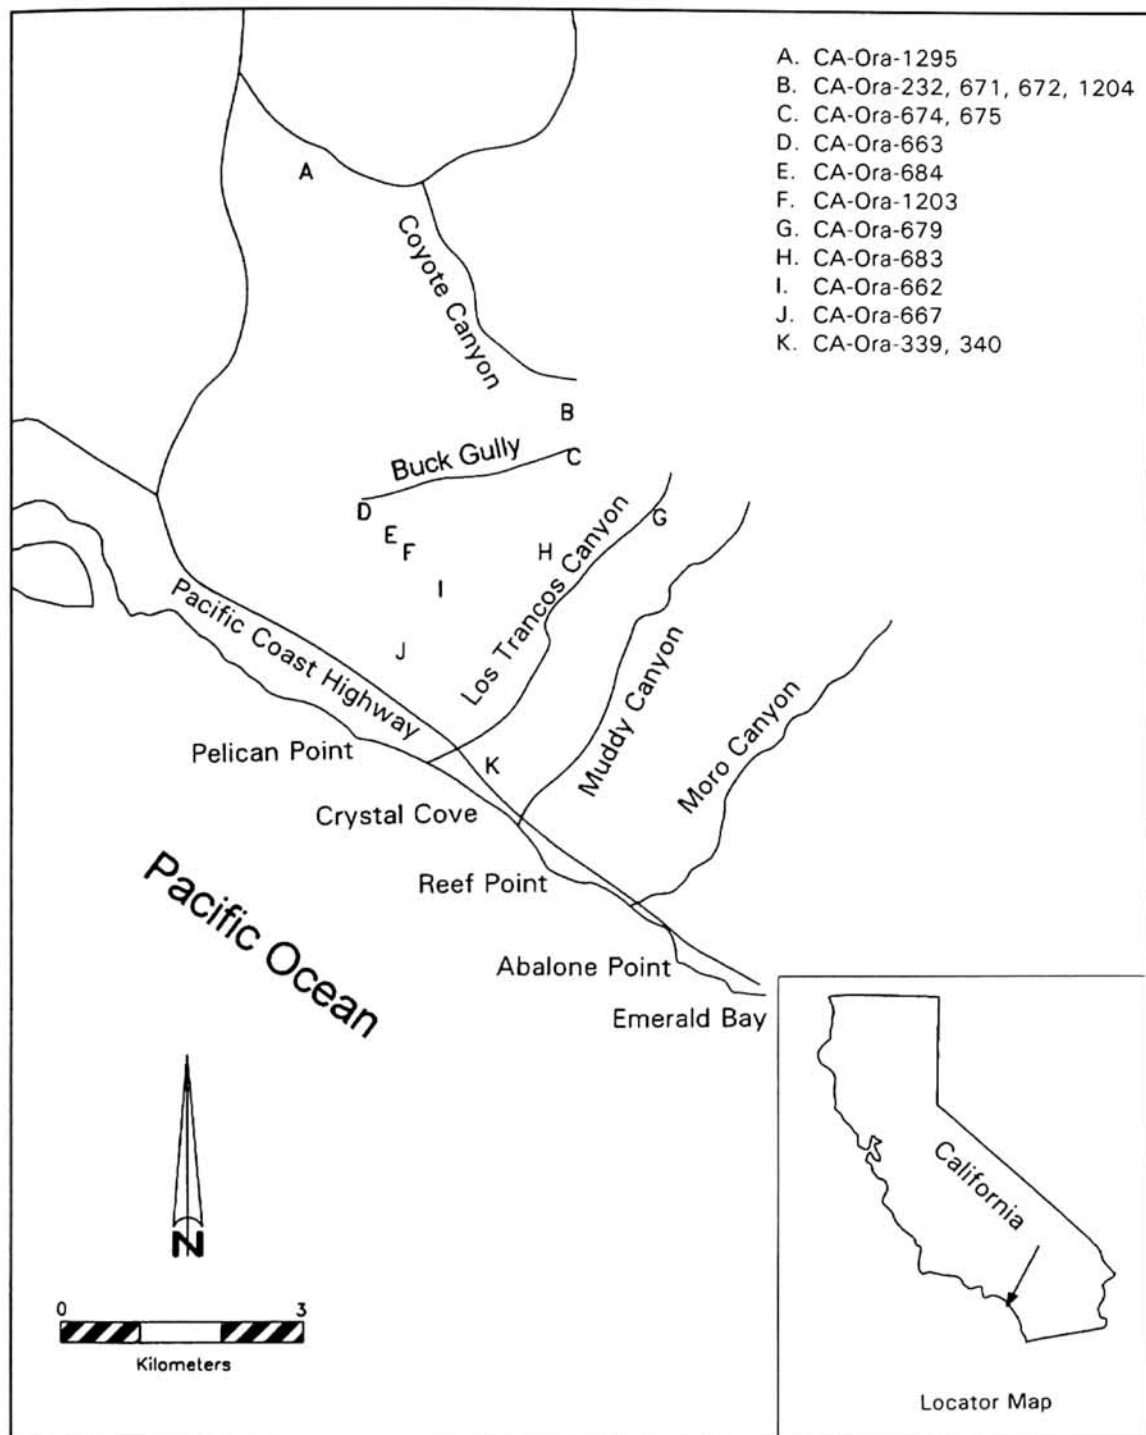 A. CA-Ora-1295
B. CA-Ora-232, 671, 672, 1204
C. CA-Ora-674, 675
D. CA-Ora-663
E. CA-Ora-684
F. CA-Ora-1203
G. CA-Ora-679
H. CA-Ora-683
I. CA-Ora-662
J. CA-Ora-667
K. CA-Ora-339, 340
A
Coyote Canyon
B
Buck Gully
C
D
E
F
G
H
I
J
Los Trancos Canyon
Pacific Coast Highway
Muddy Canyon
Moro Canyon
Pelican Point
K
Crystal Cove
Reef Point
Pacific Ocean
Abalone Point
Emerald Bay
N
0 3
Kilometers
California
Locator Map